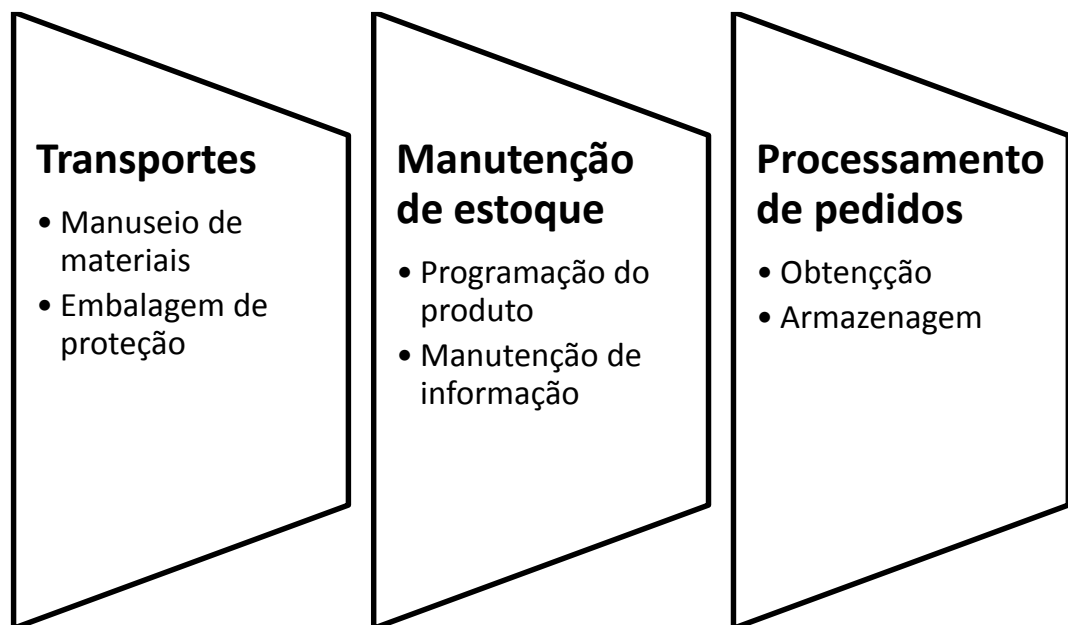 Transportes
• Manuseio de
materiais
• Embalagem de
proteção
Manutenção
de estoque
• Programação do
produto
• Manutenção de
informação
Processamento
de pedidos
• Obtençção
• Armazenagem